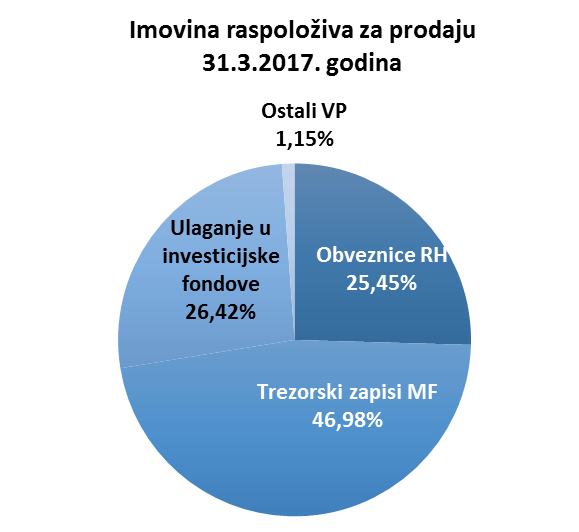 Imovina raspoloživa za prodaju
31.3.2017. godina
Ostali VP
1,15%
Obveznice RH
25,45%
Ulaganje u
investicijske
fondove
26,42%
Trezorski zapisi MF
46,98%